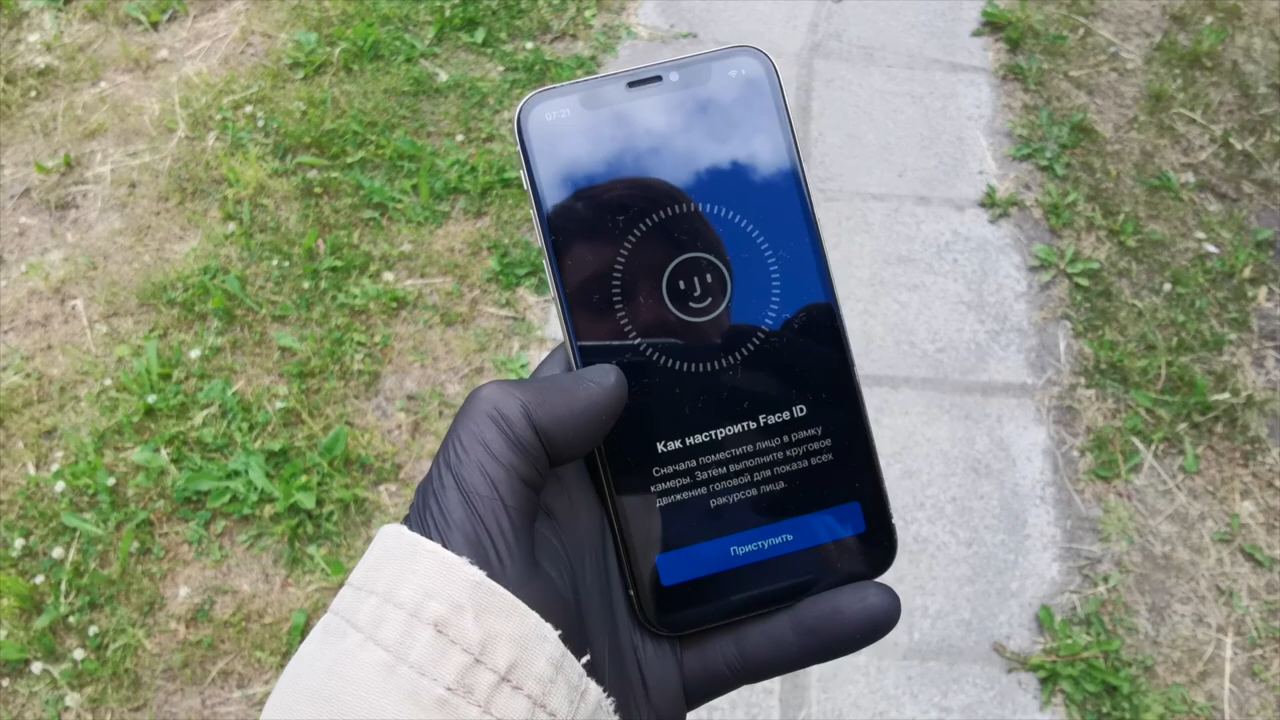 07:21
Как настроить Face ID
Сначала поместите лицо в рамку
камеры. Затем выполните круговое
движение головой для показа всех
ракурсов лица.
Приступить